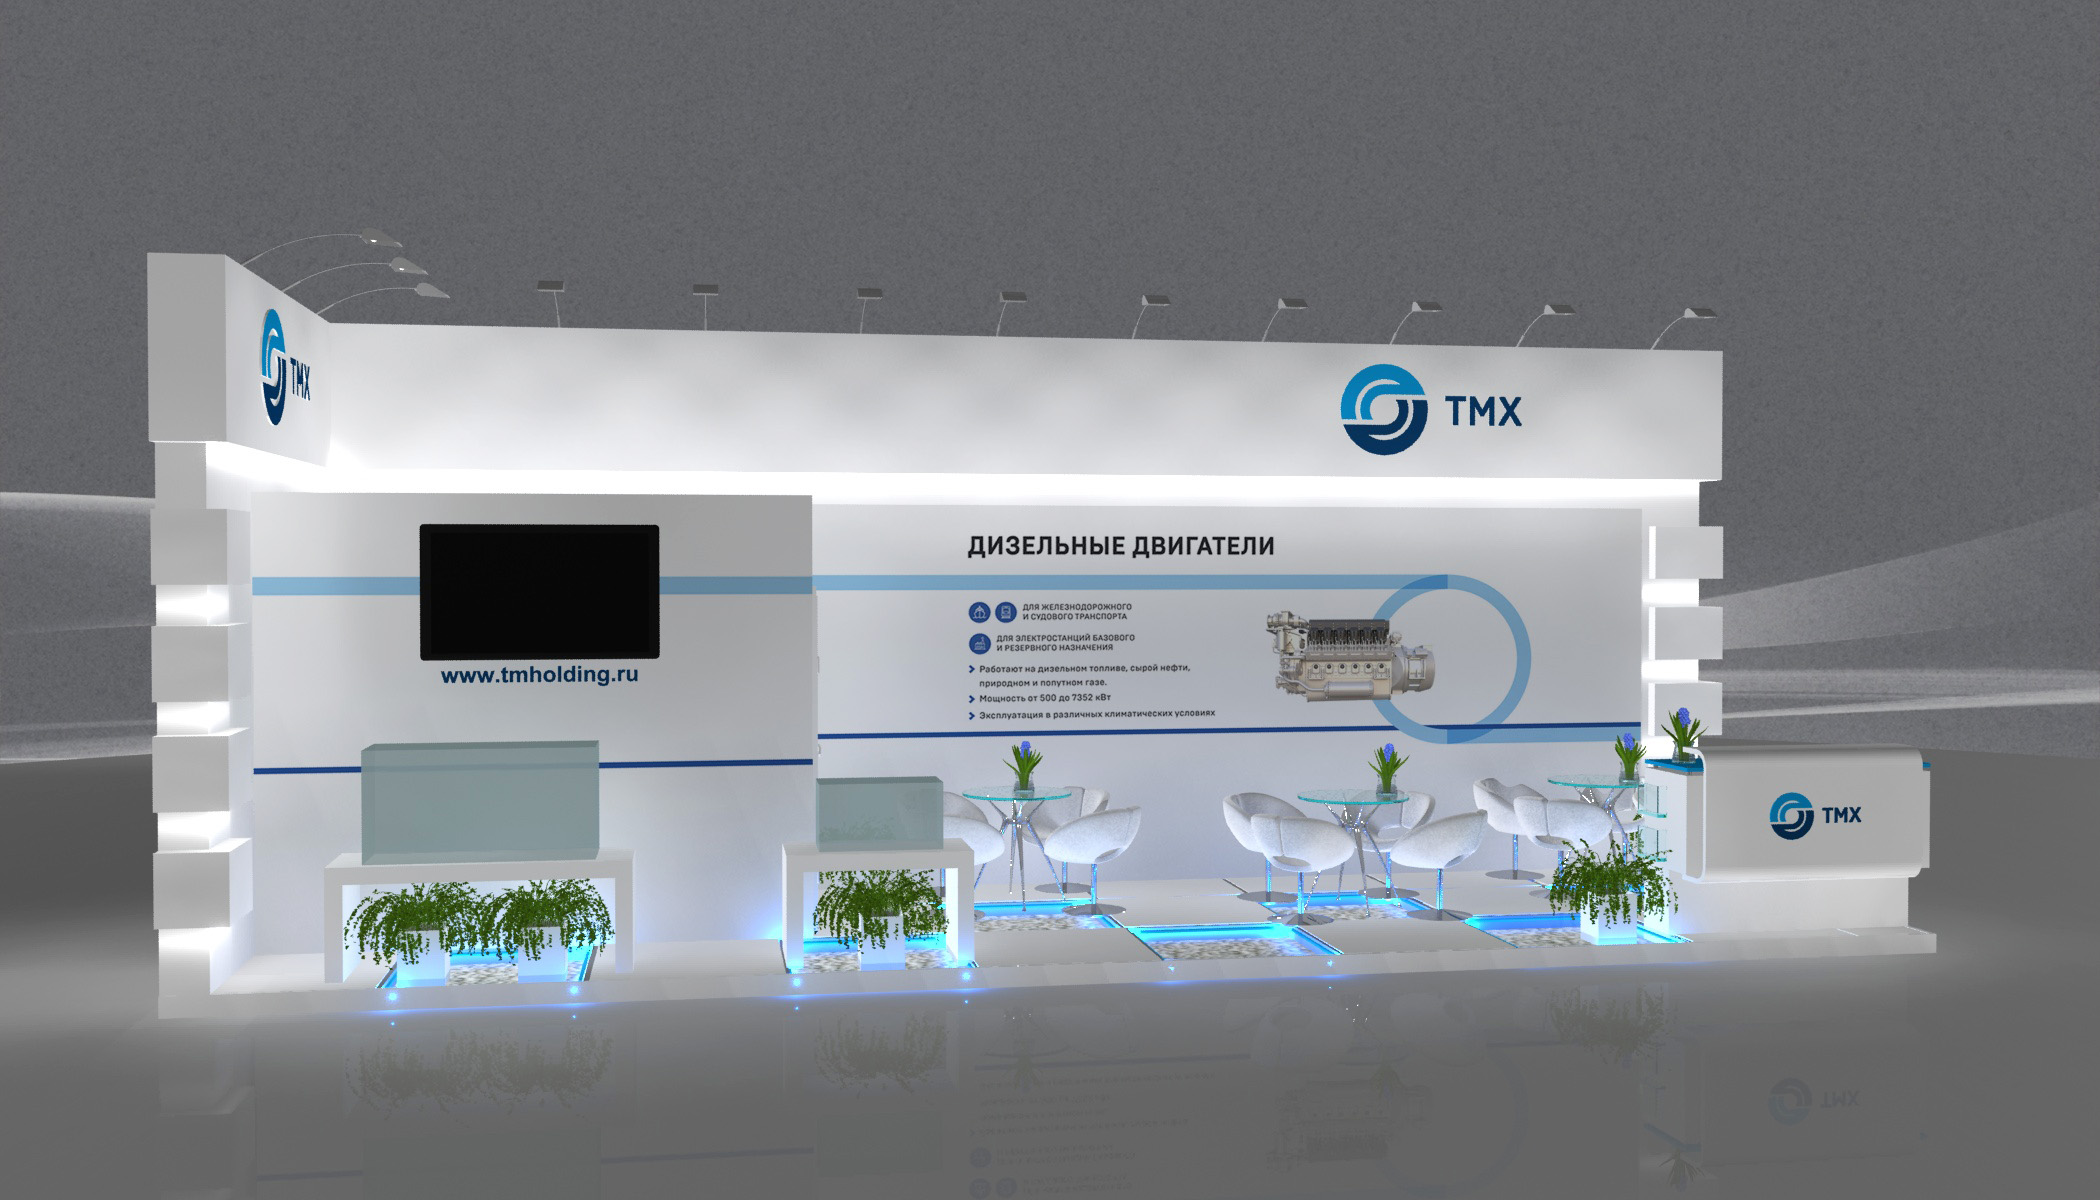 ТМХ
ТМХ
www.tmholding.ru
ДИЗЕЛЬНЫЕ ДВИГАТЕЛИ
ДЛЯ ЖЕЛЕЗНОДОРОЖНОГО
И СУДОВОГО ТРАНСПОРТА
ДЛЯ ЭЛЕКТРОСТАНЦИЙ БАЗОВОГО
И РЕЗЕРВНОГО НАЗНАЧЕНИЯ
Работают на дизельном топливе, сырой нефти,
природном и попутном газе.
Мощность от 500 до 7352 кВт
Эксплуатация в различных климатических условиях
ТМХ